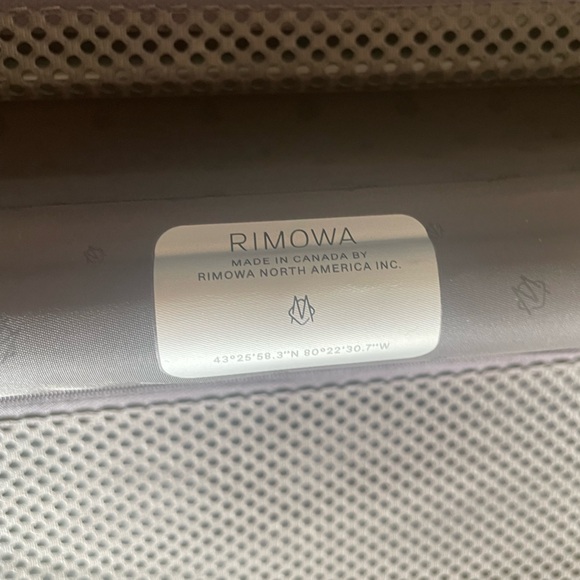 RIMOWA
MADE IN CANADA BY
RIMOWA NORTH AMERICA INC.
43°25'58.3"N 80°22'30.7"W